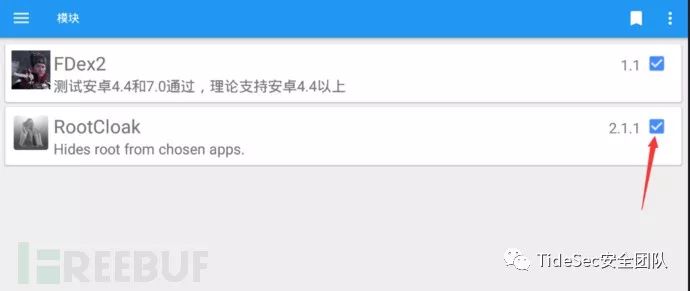 模块
FDex2
1.1
测试安卓4.4和7.0通过，理论支持安卓4.4以上
RootCloak
2.1.1
Hides root from chosen apps.
FREEBUF
TideSec安全团队